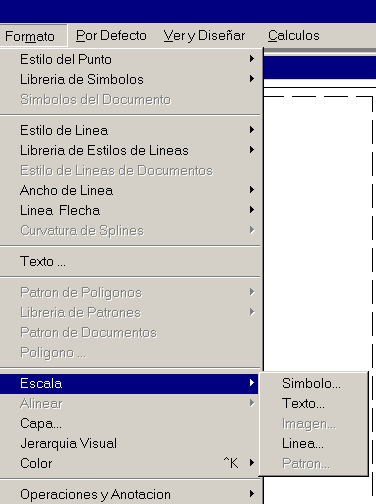 Formato Por Defecto Ver y Diseñar Calculos
Estilo del Punto
Libreria de Simbolos
Simbolos del Documento
Estilo de Linea
Libreria de Estilos de Lineas
Estilo de Lineas de Documentos
Ancho de Linea
Linea Flecha
Curvatura de Splines
Texto ...
Patron de Poligonos
Libreria de Patrones
Patron de Documentos
Poligono ...
Escala
Alinear
Capa...
Jerarquia Visual
Color ^K
Operaciones y Anotacion
Simbolo...
Texto...
Imagen...
Linea...
Patron...